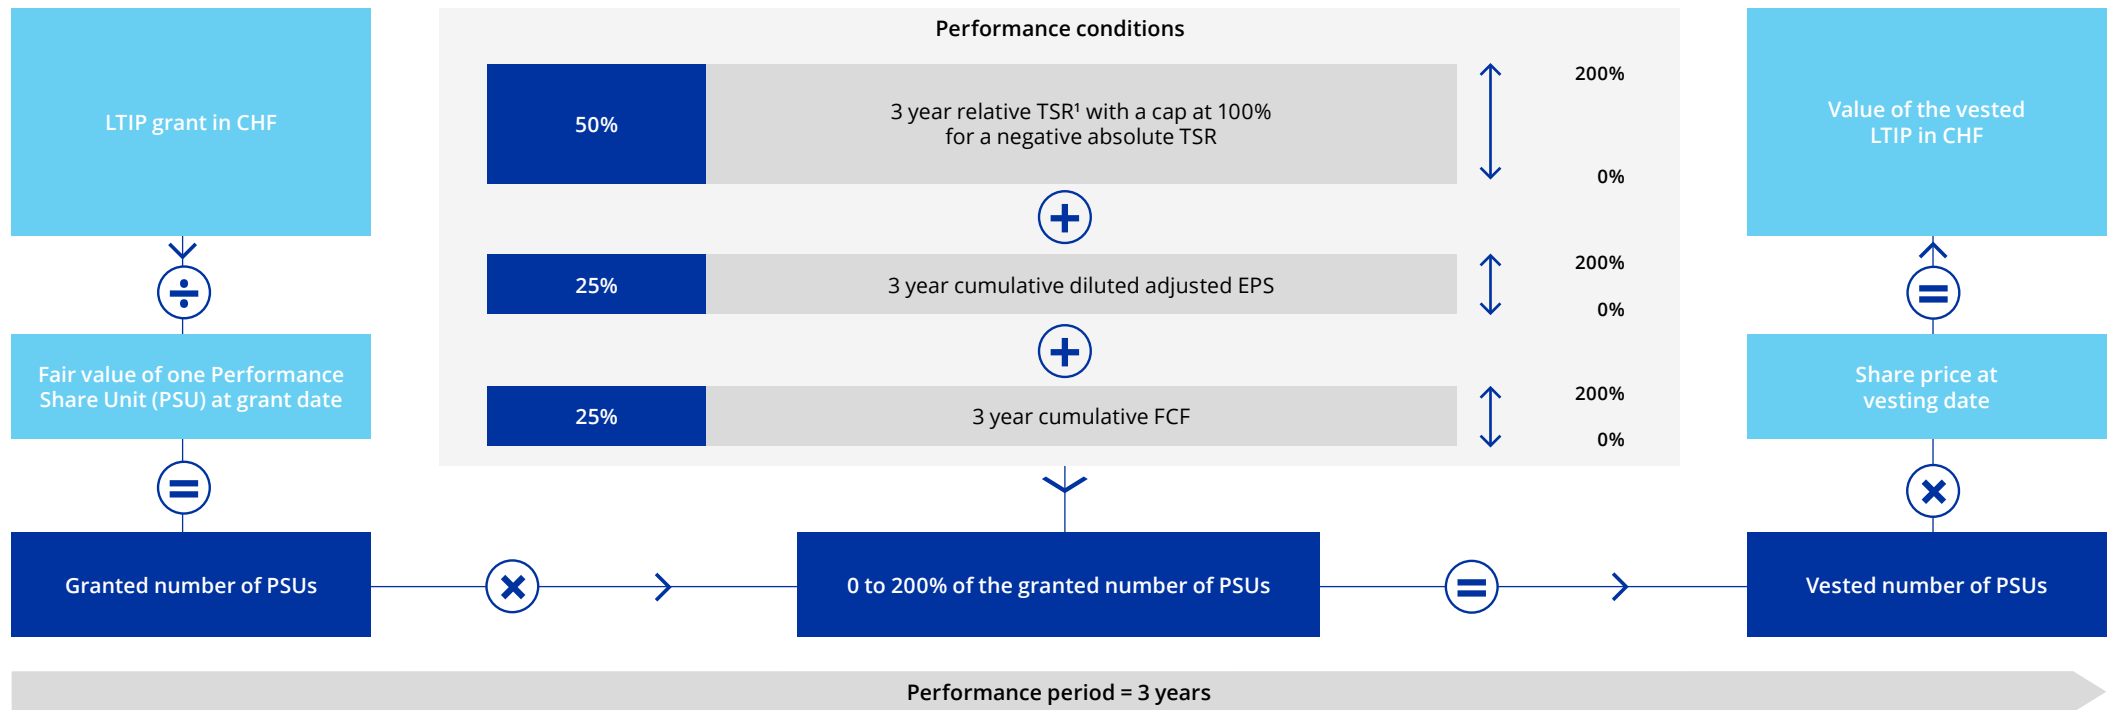 LTIP grant in CHF
Fair value of one Performance
Share Unit (PSU) at grant date
Granted number of PSUs
Performance conditions
50%
3 year relative TSR¹ with a cap at 100%
for a negative absolute TSR
200%
0%
25%
3 year cumulative diluted adjusted EPS
200%
0%
25%
3 year cumulative FCF
200%
0%
0 to 200% of the granted number of PSUs
Value of the vested
LTIP in CHF
Share price at
vesting date
Vested number of PSUs
Performance period = 3 years